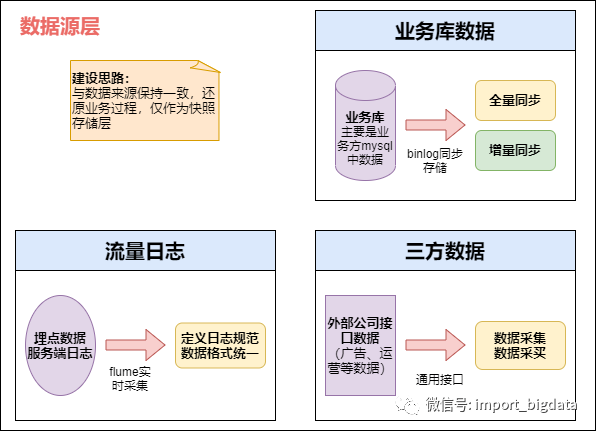 数据源层
建设思路：
与数据来源保持一致，还
原业务过程，仅作为快照
存储层
业务库数据
业务库
主要是业
务方mysql
中数据
binlog同步
存储
全量同步
增量同步
流量日志
埋点数据
服务端日志
flume实
时采集
定义日志规范
数据格式统一
三方数据
外部公司接
口数据
（广告、运
营等数据）
通用接口
数据采集
数据采买
微信号: import_bigdata